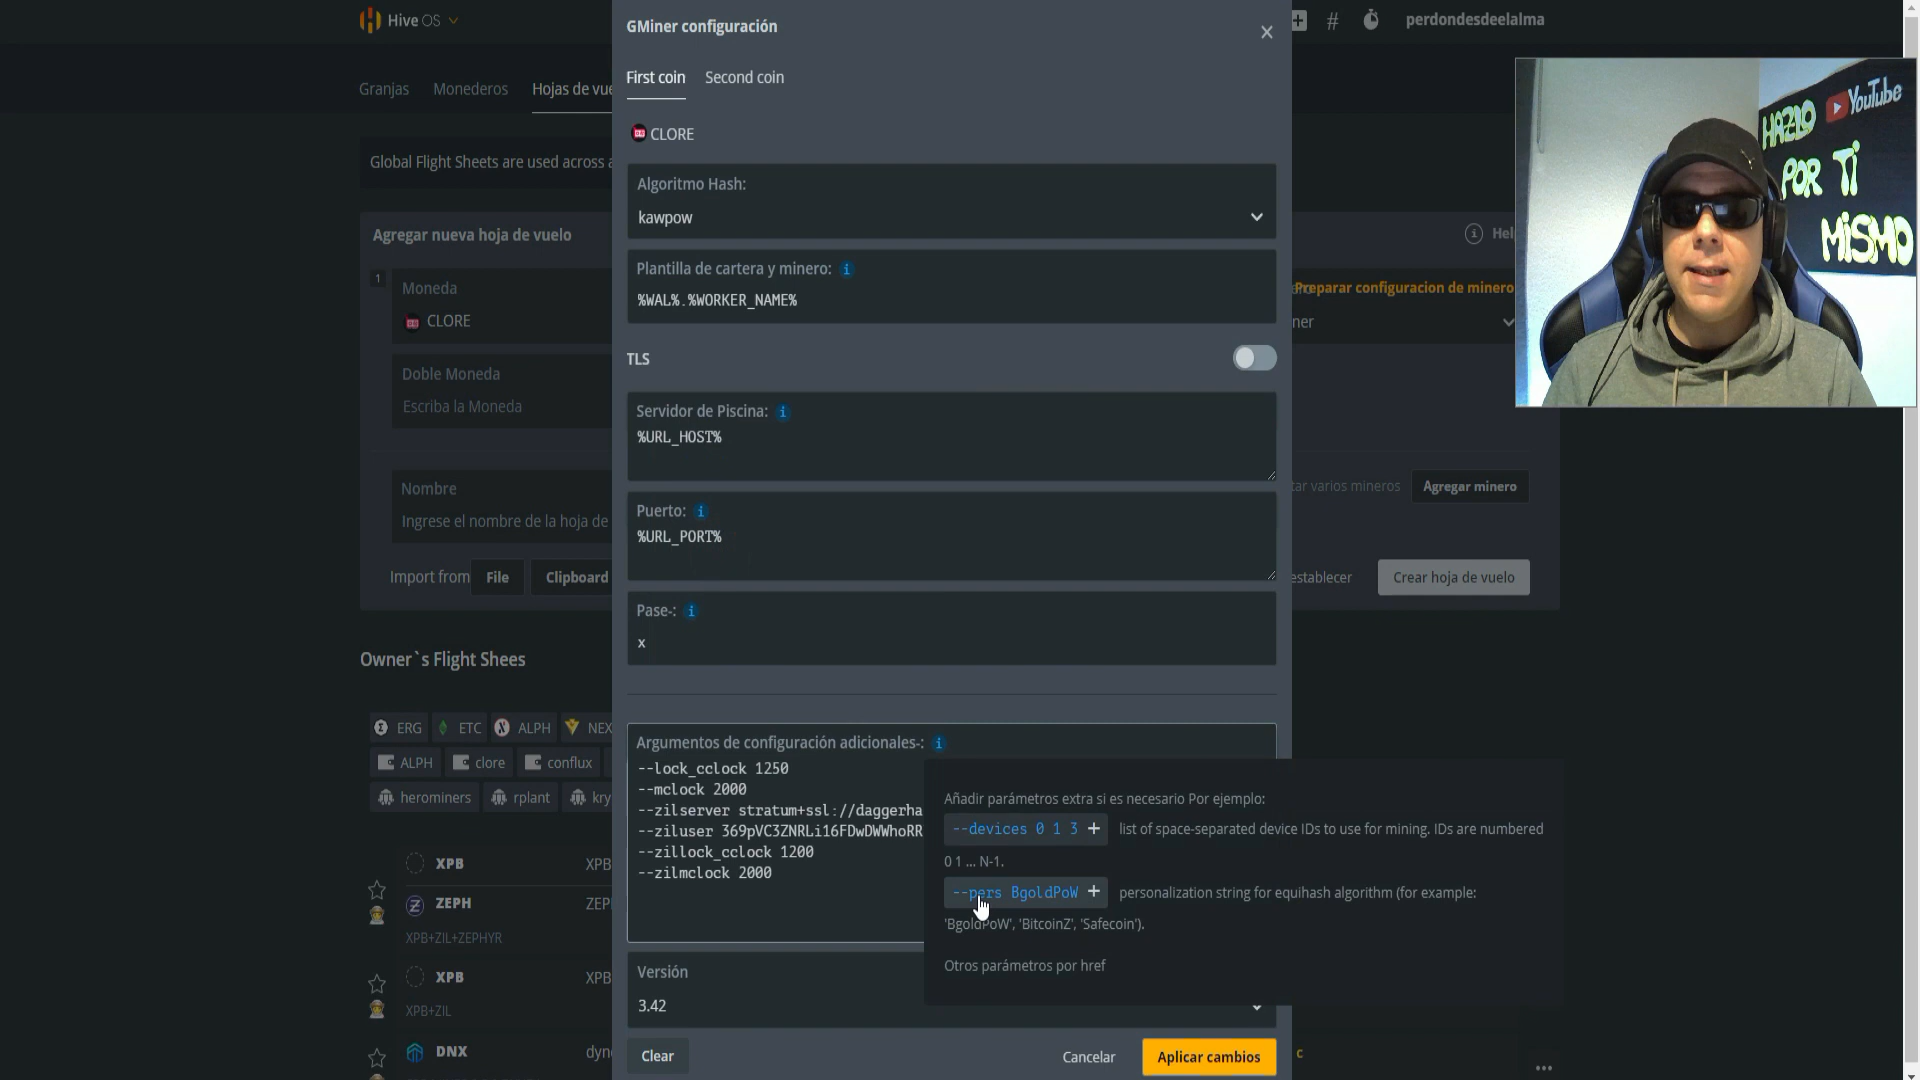 Hive OS
perdondesdeelalma
Granjas
Monederos
Hojas de vue
Global Flight Sheets are used across a
Agregar nueva hoja de vuelo
Hel
1
Moneda
CLORE
Doble Moneda
Escriba la Moneda
Preparar configuracion de minero
ner
Nombre
Ingrese el nombre de la hoja de
tar varios mineros
Agregar minero
Import from
File
Clipboard
establecer
Crear hoja de vuelo
Owner`s Flight Shees
ERG
ETC
ALPH
NEX
ALPH
clore
conflux
herominers
rplant
kry
XPB
XPB
ZEPH
ZEP
XPB+ZIL+ZEPHYR
XPB
XPB
XPB+ZIL
DNX
dyn
c
GMiner configuración
First coin
Second coin
CLORE
Algoritmo Hash:
kawpow
Plantilla de cartera y minero:
%WAL%.%WORKER_NAME%
TLS
Servidor de Piscina:
%URL_HOST%
Puerto:
%URL_PORT%
Pase-:
x
Argumentos de configuración adicionales-:
--lock_cclock 1250
--mclock 2000
--zilserver stratum+ssl://daggerha
--ziluser 369pVC3ZNRLi16FDwDWWhoRR
--zillock_cclock 1200
--zilmclock 2000
Añadir parámetros extra si es necesario Por ejemplo:
--devices 0 1 3 + list of space-separated device IDs to use for mining. IDs are numbered
0 1 ... N-1.
--pers BgoldPoW + personalization string for equihash algorithm (for example:
'BgoldPoW', 'BitcoinZ', 'Safecoin').
Otros parámetros por href
Versión
3.42
Clear
Cancelar
Aplicar cambios
YouTube
HAZLO
POR TI
MISMO